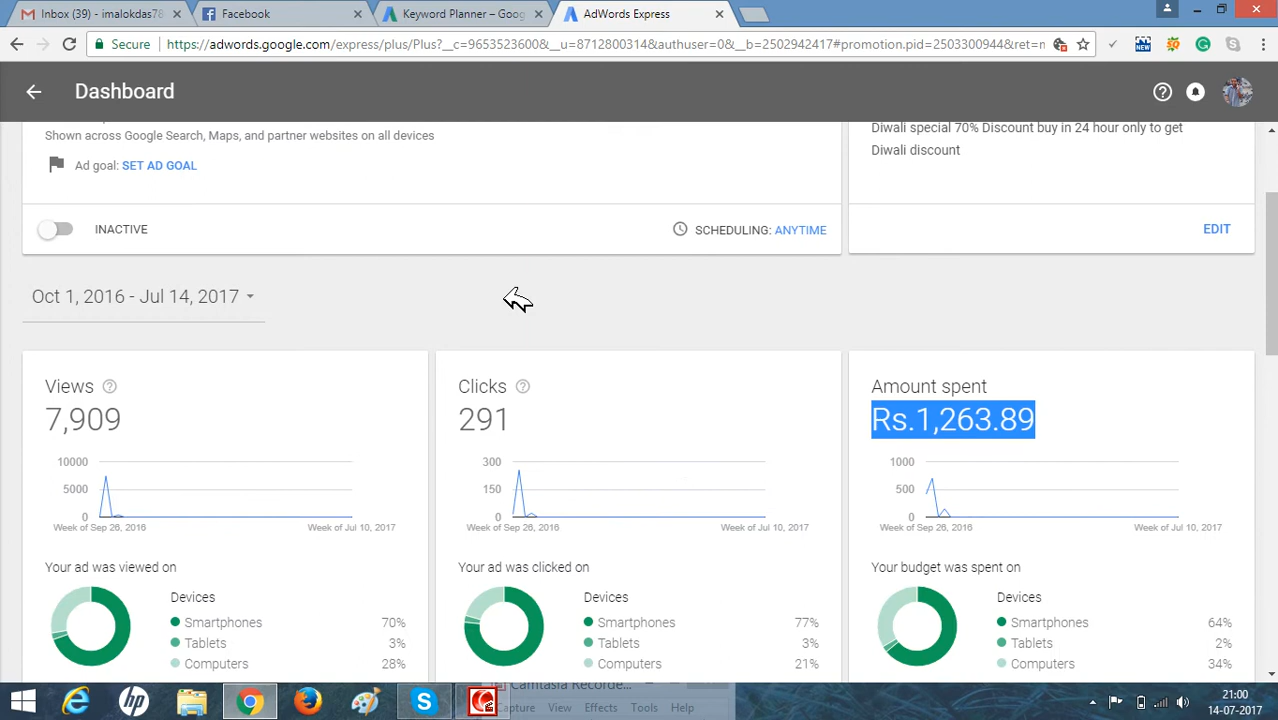 Inbox (39) - imalokdas78
Facebook
Keyword Planner – Goog
AdWords Express
Secure
https://adwords.google.com/express/plus/Plus?__c=9653523600&__u=8712800314&authuser=0&__b=2502942417#promotion.pid=2503300944&ret=n
NEW
Dashboard
Shown across Google Search, Maps, and partner websites on all devices
Ad goal: SET AD GOAL
Diwali special 70% Discount buy in 24 hour only to get
Diwali discount
INACTIVE
SCHEDULING: ANYTIME
EDIT
Oct 1, 2016 - Jul 14, 2017
Views
7,909
10000
5000
0
Week of Sep 26, 2016
Week of Jul 10, 2017
Your ad was viewed on
Devices
Smartphones 70%
Tablets 3%
Computers 28%
Clicks
291
300
150
0
Week of Sep 26, 2016
Week of Jul 10, 2017
Your ad was clicked on
Devices
Smartphones 77%
Tablets 3%
Computers 21%
Amount spent
Rs.1,263.89
1000
500
0
Week of Sep 26, 2016
Week of Jul 10, 2017
Your budget was spent on
Devices
Smartphones 64%
Tablets 2%
Computers 34%
Camtasia Recorde...
Capture View Effects Tools Help
21:00
14-07-2017